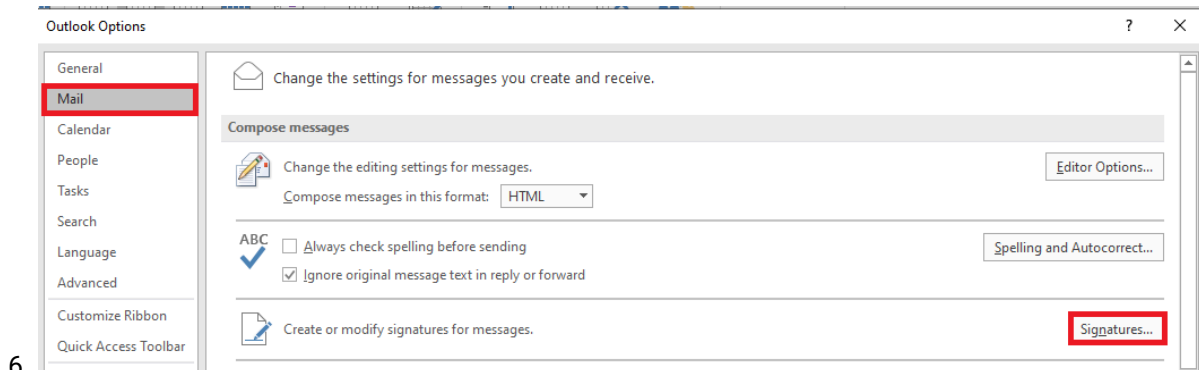 Outlook Options ? ×
General
Mail
Calendar
People
Tasks
Search
Language
Advanced
Customize Ribbon
Quick Access Toolbar
Change the settings for messages you create and receive.
Compose messages
Change the editing settings for messages.
Editor Options...
Compose messages in this format: HTML
ABC
Always check spelling before sending
Spelling and Autocorrect...
Ignore original message text in reply or forward
Create or modify signatures for messages.
Signatures...
6